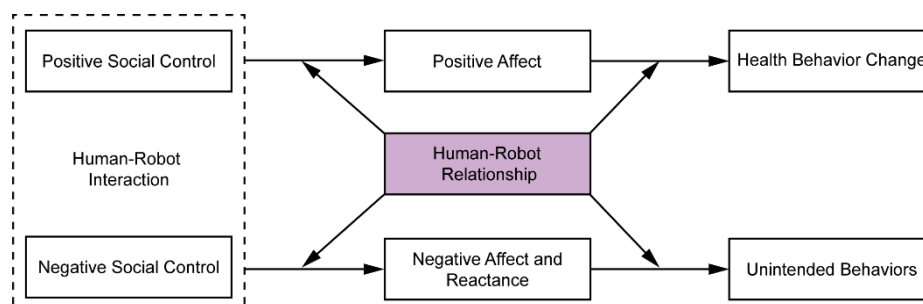 Positive Social Control
Positive Affect
Health Behavior Change
Human-Robot
Interaction
Human-Robot
Relationship
Negative Social Control
Negative Affect and
Reactance
Unintended Behaviors